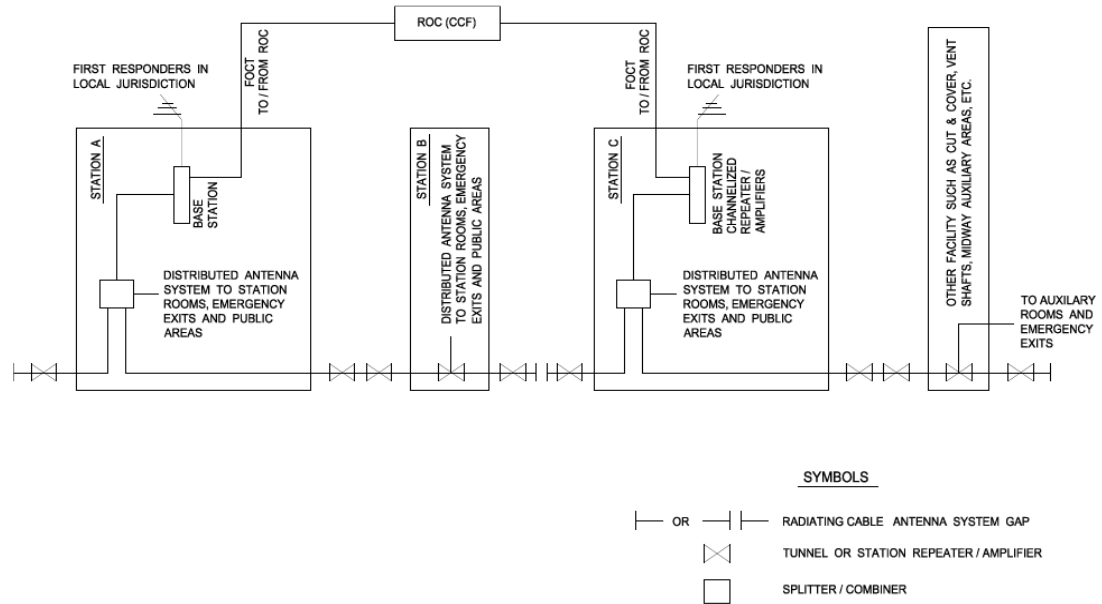 ROC (CCF)
FIRST RESPONDERS IN
LOCAL JURISDICTION
FOCT
TO / FROM ROC
STATION A
BASE
STATION
DISTRIBUTED ANTENNA
SYSTEM TO STATION
ROOMS, EMERGENCY
EXITS AND PUBLIC
AREAS
STATION B
DISTRIBUTED ANTENNA SYSTEM
TO STATION ROOMS, EMERGENCY
EXITS AND PUBLIC AREAS
FOCT
TO / FROM ROC
FIRST RESPONDERS IN
LOCAL JURISDICTION
STATION C
BASE STATION
CHANNELIZED
REPEATER /
AMPLIFIERS
DISTRIBUTED ANTENNA
SYSTEM TO STATION
ROOMS, EMERGENCY
EXITS AND PUBLIC
AREAS
OTHER FACILITY SUCH AS CUT & COVER, VENT
SHAFTS, MIDWAY AUXILIARY AREAS, ETC.
TO AUXILARY
ROOMS AND
EMERGENCY
EXITS
SYMBOLS
OR
RADIATING CABLE ANTENNA SYSTEM GAP
TUNNEL OR STATION REPEATER / AMPLIFIER
SPLITTER / COMBINER